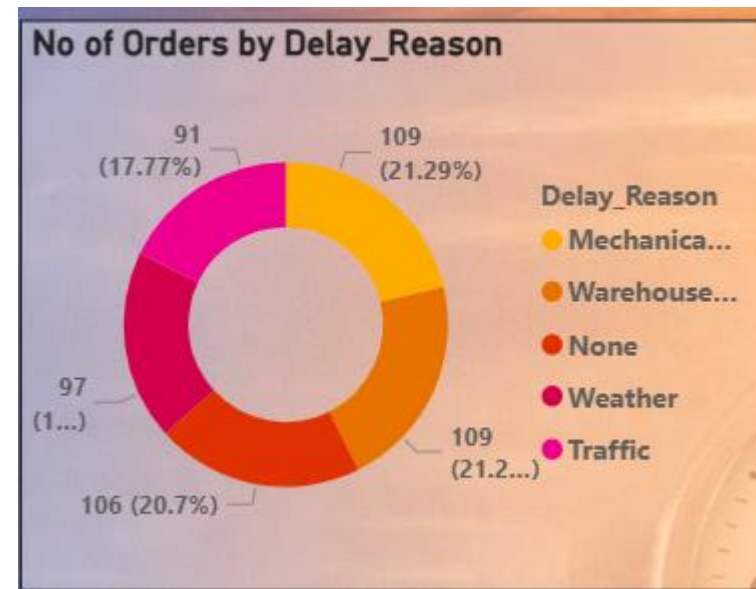 No of Orders by Delay_Reason
91
(17.77%)
109
(21.29%)
97
(1...)
109
(21.2...)
106 (20.7%)
Delay_Reason
Mechanica...
Warehouse...
None
Weather
Traffic